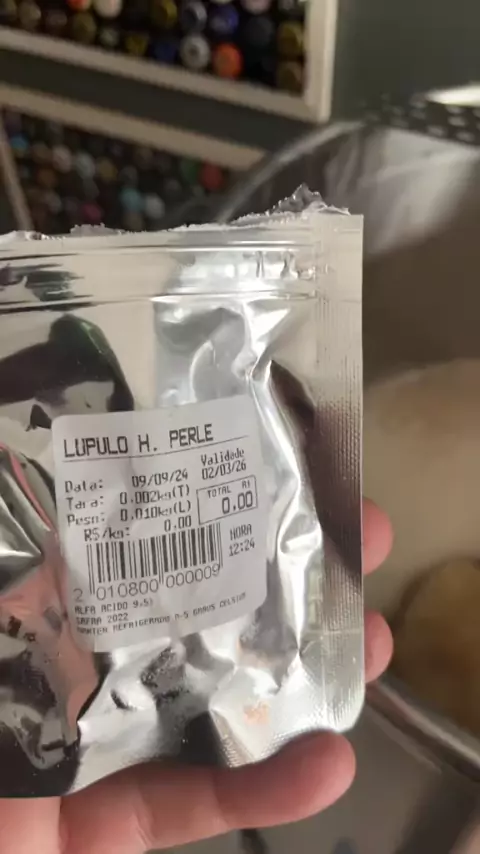 LUPULO H. PERLE
Data: 09/09/24 Validade
Tara: 0.002kg(T) 02/03/26
Peso: 0.010kg(L) TOTAL R$
R$/kg: 0.00 0.00
HORA
12:24
2 010800 000009
ALFA ACIDO 9.5%
SAFRA 2022
MANTER REFRIGERADO 0-5 GRAUS CELSIUS